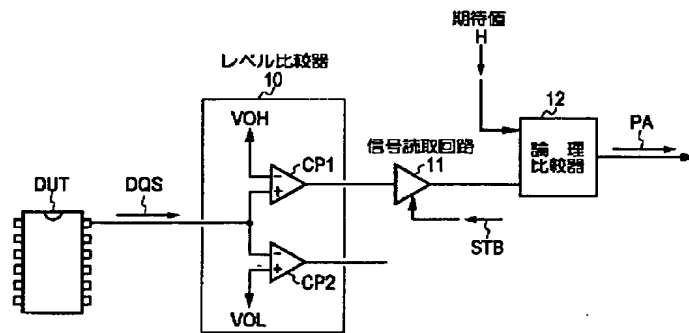 期待値
H
レベル比較器
10
VOH
CP1
信号読取回路
11
12
論理
比較器
PA
DUT
DQS
STB
CP2
VOL